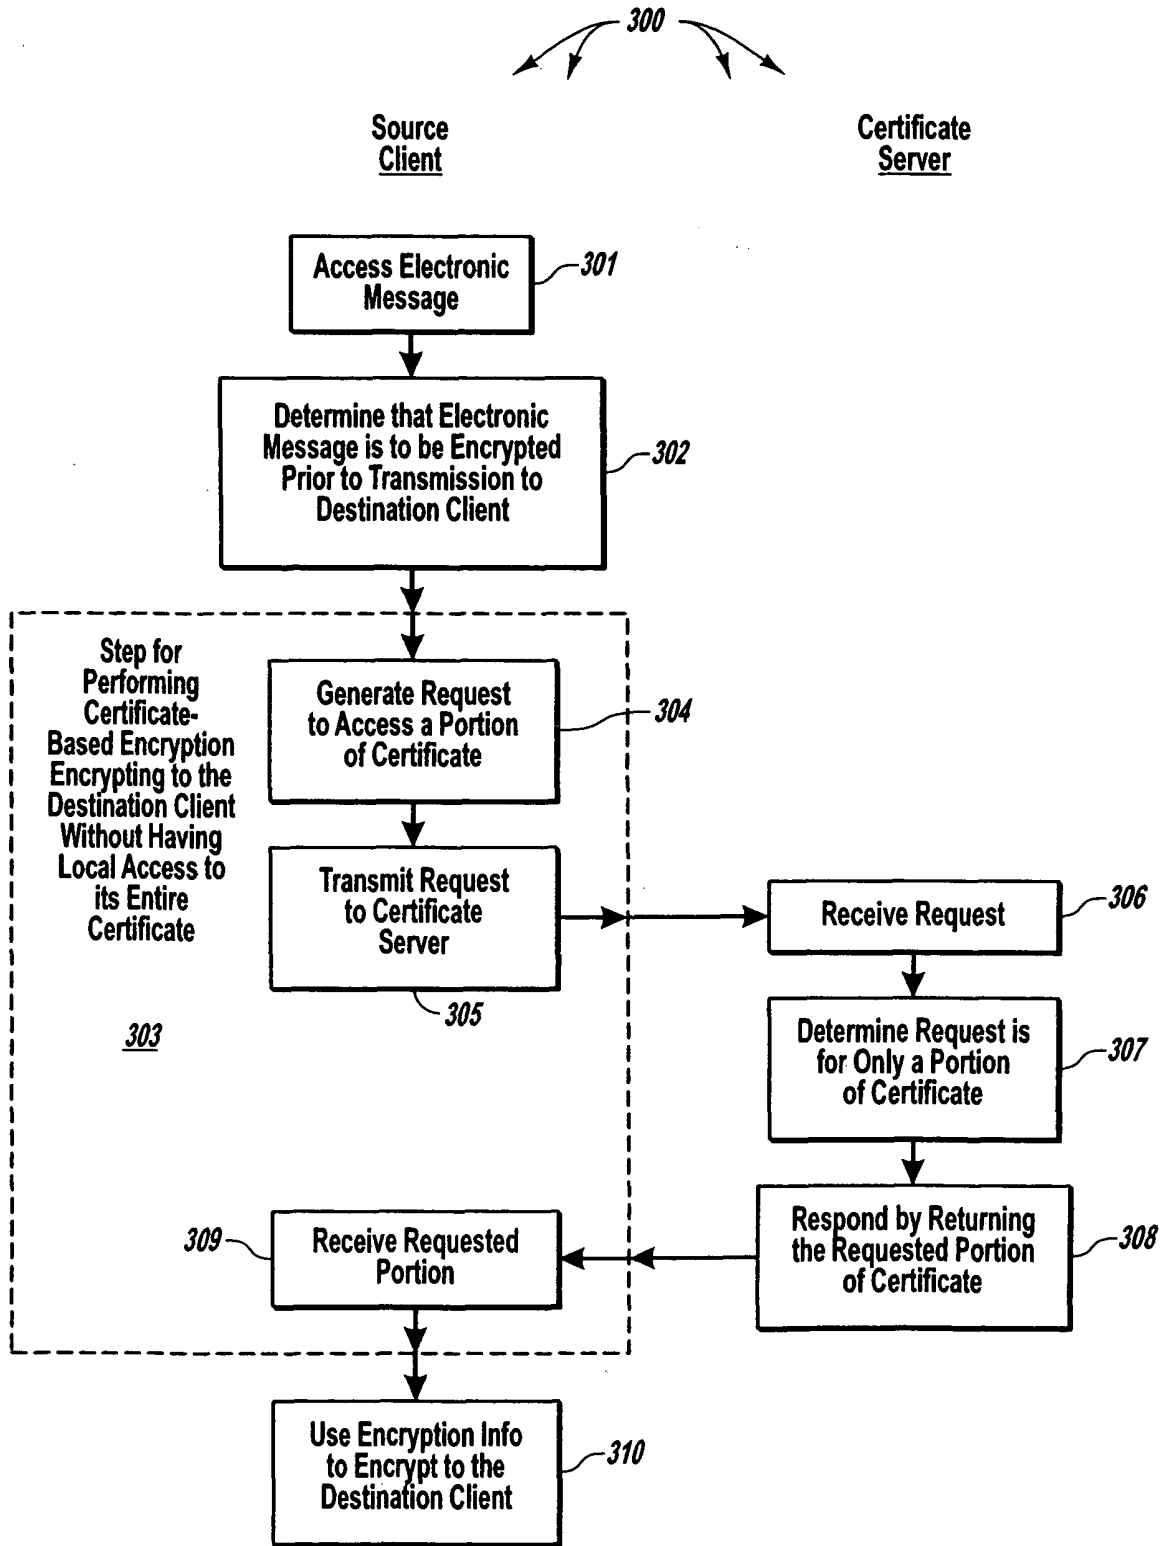 300
Source
Client
Certificate
Server
Access Electronic
Message
301
Determine that Electronic
Message is to be Encrypted
Prior to Transmission to
Destination Client
302
Step for
Performing
Certificate-
Based Encryption
Encrypting to the
Destination Client
Without Having
Local Access to
its Entire
Certificate
303
Generate Request
to Access a Portion
of Certificate
304
Transmit Request
to Certificate
Server
305
Receive Request
306
Determine Request is
for Only a Portion
of Certificate
307
Respond by Returning
the Requested Portion
of Certificate
308
309
Receive Requested
Portion
Use Encryption Info
to Encrypt to the
Destination Client
310